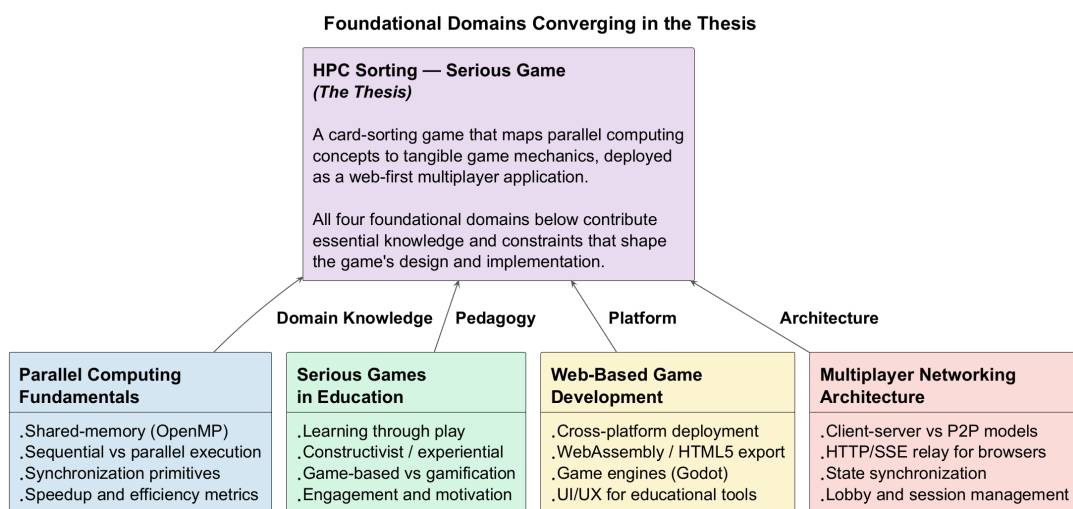 Foundational Domains Converging in the Thesis
HPC Sorting — Serious Game
(The Thesis)
A card-sorting game that maps parallel computing
concepts to tangible game mechanics, deployed
as a web-first multiplayer application.
All four foundational domains below contribute
essential knowledge and constraints that shape
the game's design and implementation.
Domain Knowledge
Pedagogy
Platform
Architecture
Parallel Computing
Fundamentals
.Shared-memory (OpenMP)
.Sequential vs parallel execution
.Synchronization primitives
.Speedup and efficiency metrics
Serious Games
in Education
.Learning through play
.Constructivist / experiential
.Game-based vs gamification
.Engagement and motivation
Web-Based Game
Development
.Cross-platform deployment
.WebAssembly / HTML5 export
.Game engines (Godot)
.UI/UX for educational tools
Multiplayer Networking
Architecture
.Client-server vs P2P models
.HTTP/SSE relay for browsers
.State synchronization
.Lobby and session management